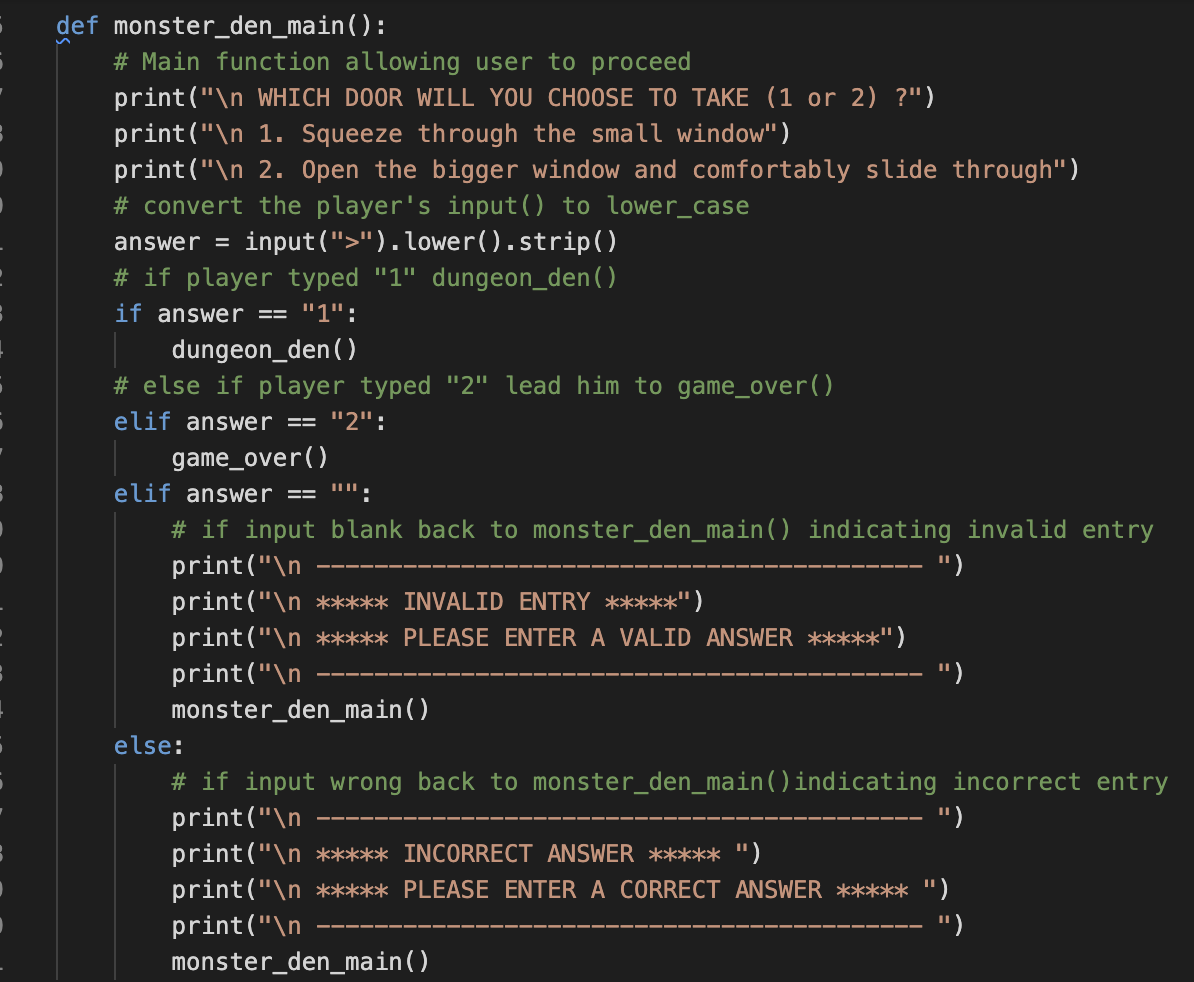 def monster_den_main():
    # Main function allowing user to proceed
    print("\n WHICH DOOR WILL YOU CHOOSE TO TAKE (1 or 2) ?")
    print("\n 1. Squeeze through the small window")
    print("\n 2. Open the bigger window and comfortably slide through")
    # convert the player's input() to lower_case
    answer = input(">").lower().strip()
    # if player typed "1" dungeon_den()
    if answer == "1":
        dungeon_den()
    # else if player typed "2" lead him to game_over()
    elif answer == "2":
        game_over()
    elif answer == "":
        # if input blank back to monster_den_main() indicating invalid entry
        print("\n ------------------------------------------ ")
        print("\n ***** INVALID ENTRY *****")
        print("\n ***** PLEASE ENTER A VALID ANSWER *****")
        print("\n ------------------------------------------ ")
        monster_den_main()
    else:
        # if input wrong back to monster_den_main()indicating incorrect entry
        print("\n ------------------------------------------ ")
        print("\n ***** INCORRECT ANSWER ***** ")
        print("\n ***** PLEASE ENTER A CORRECT ANSWER ***** ")
        print("\n ------------------------------------------ ")
        monster_den_main()